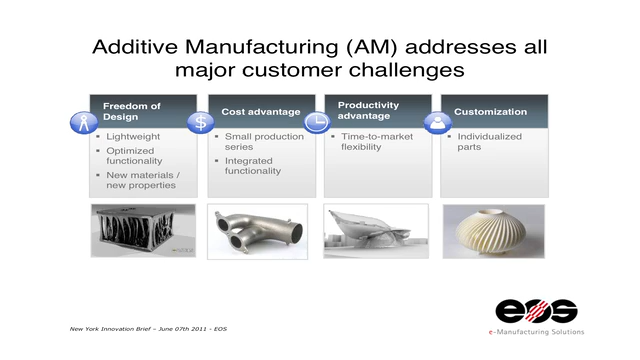 Additive Manufacturing (AM) addresses all
major customer challenges
Freedom of
Design
Lightweight
Optimized
functionality
New materials /
new properties
$
Cost advantage
Small production
series
Integrated
functionality
Productivity
advantage
Time-to-market
flexibility
Customization
Individualized
parts
eos
e-Manufacturing Solutions
New York Innovation Brief – June 07th 2011 - EOS